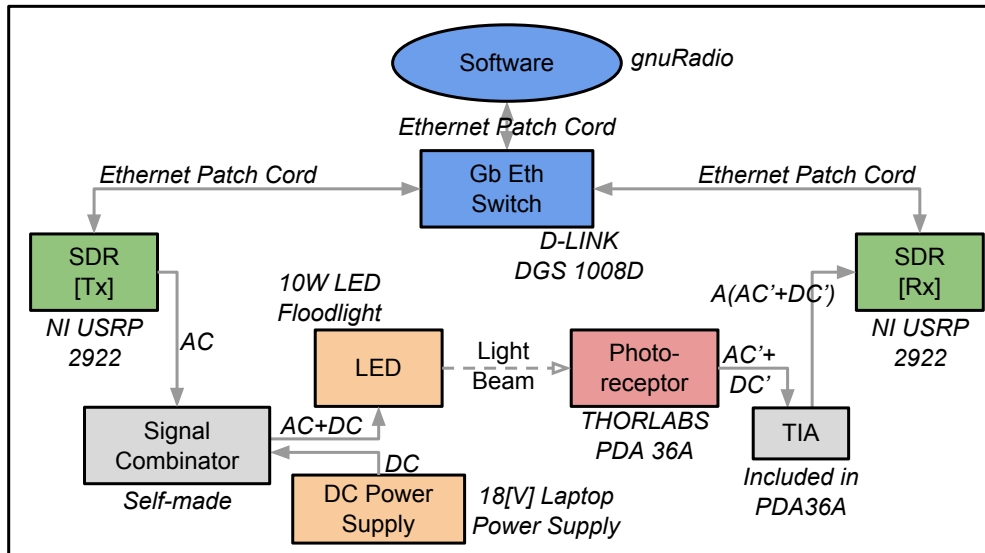 Software
gnuRadio
Ethernet Patch Cord
Ethernet Patch Cord
Gb Eth
Switch
Ethernet Patch Cord
D-LINK
DGS 1008D
SDR
[Tx]
NI USRP
2922
SDR
[Rx]
NI USRP
2922
AC
10W LED
Floodlight
LED
Light
Beam
Photo-
receptor
THORLABS
PDA 36A
AC’+
DC’
A(AC’+DC’)
TIA
Included in
PDA36A
Signal
Combinator
Self-made
AC+DC
DC
DC Power
Supply
18[V] Laptop
Power Supply